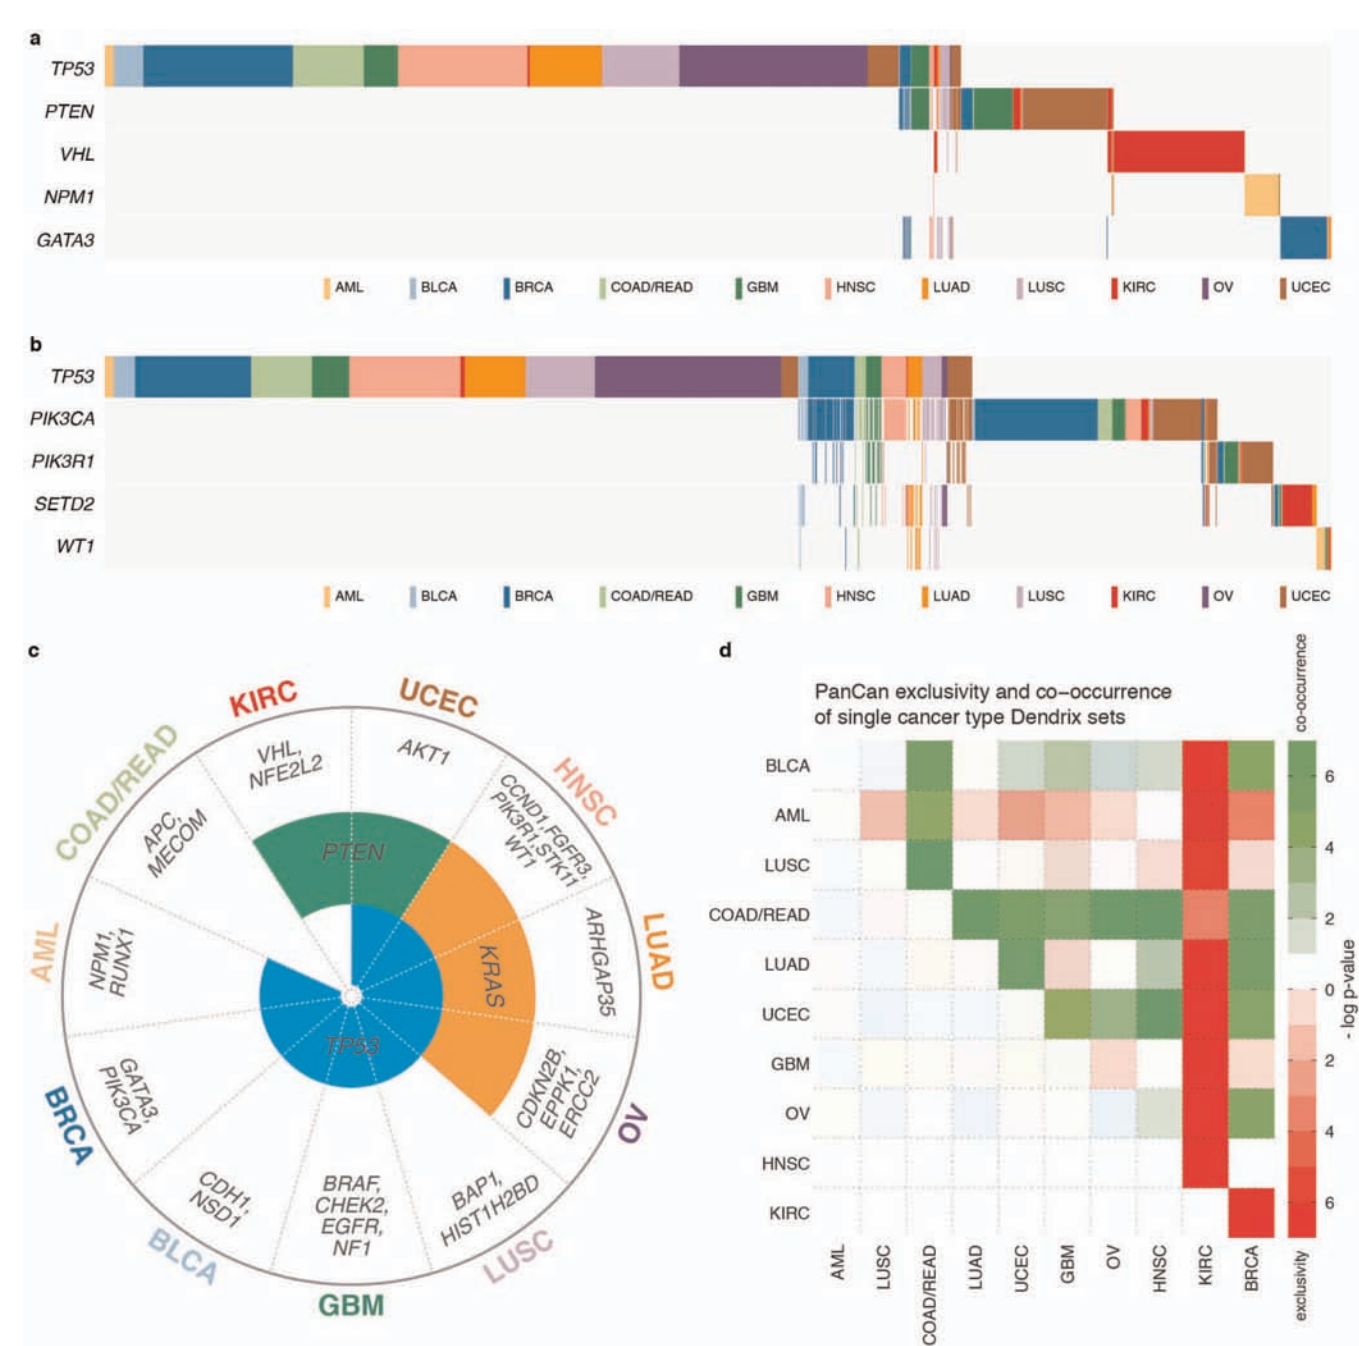 a
TP53
PTEN
VHL
NPM1
GATA3
AML BLCA BRCA COAD/READ GBM HNSC LUAD LUSC KIRC OV UCEC
b
TP53
PIK3CA
PIK3R1
SETD2
WT1
AML BLCA BRCA COAD/READ GBM HNSC LUAD LUSC KIRC OV UCEC
c
KIRC
VHL,
NFE2L2
UCEC
AKT1
HNSC
CCND1,FGFR3,
PIK3R1,STK11
WT1
LUAD
ARHGAP35
OV
CDKN2B,
EPPK1,
ERCC2
LUSC
BAP1,
HIST1H2BD
GBM
BRAF,
CHEK2,
EGFR,
NF1
BLCA
CDH1,
NSD1
BRCA
GATA3,
PIK3CA
AML
NPM1,
RUNX1
COAD/READ
APC,
MECOM
PTEN
KRAS
TP53
d
PanCan exclusivity and co–occurrence
of single cancer type Dendrix sets
BLCA
AML
LUSC
COAD/READ
LUAD
UCEC
GBM
OV
HNSC
KIRC
AML LUSC COAD/READ LUAD UCEC GBM OV HNSC KIRC BRCA
co–occurrence
6
4
2
0
2
4
6
exclusivity
- log p-value